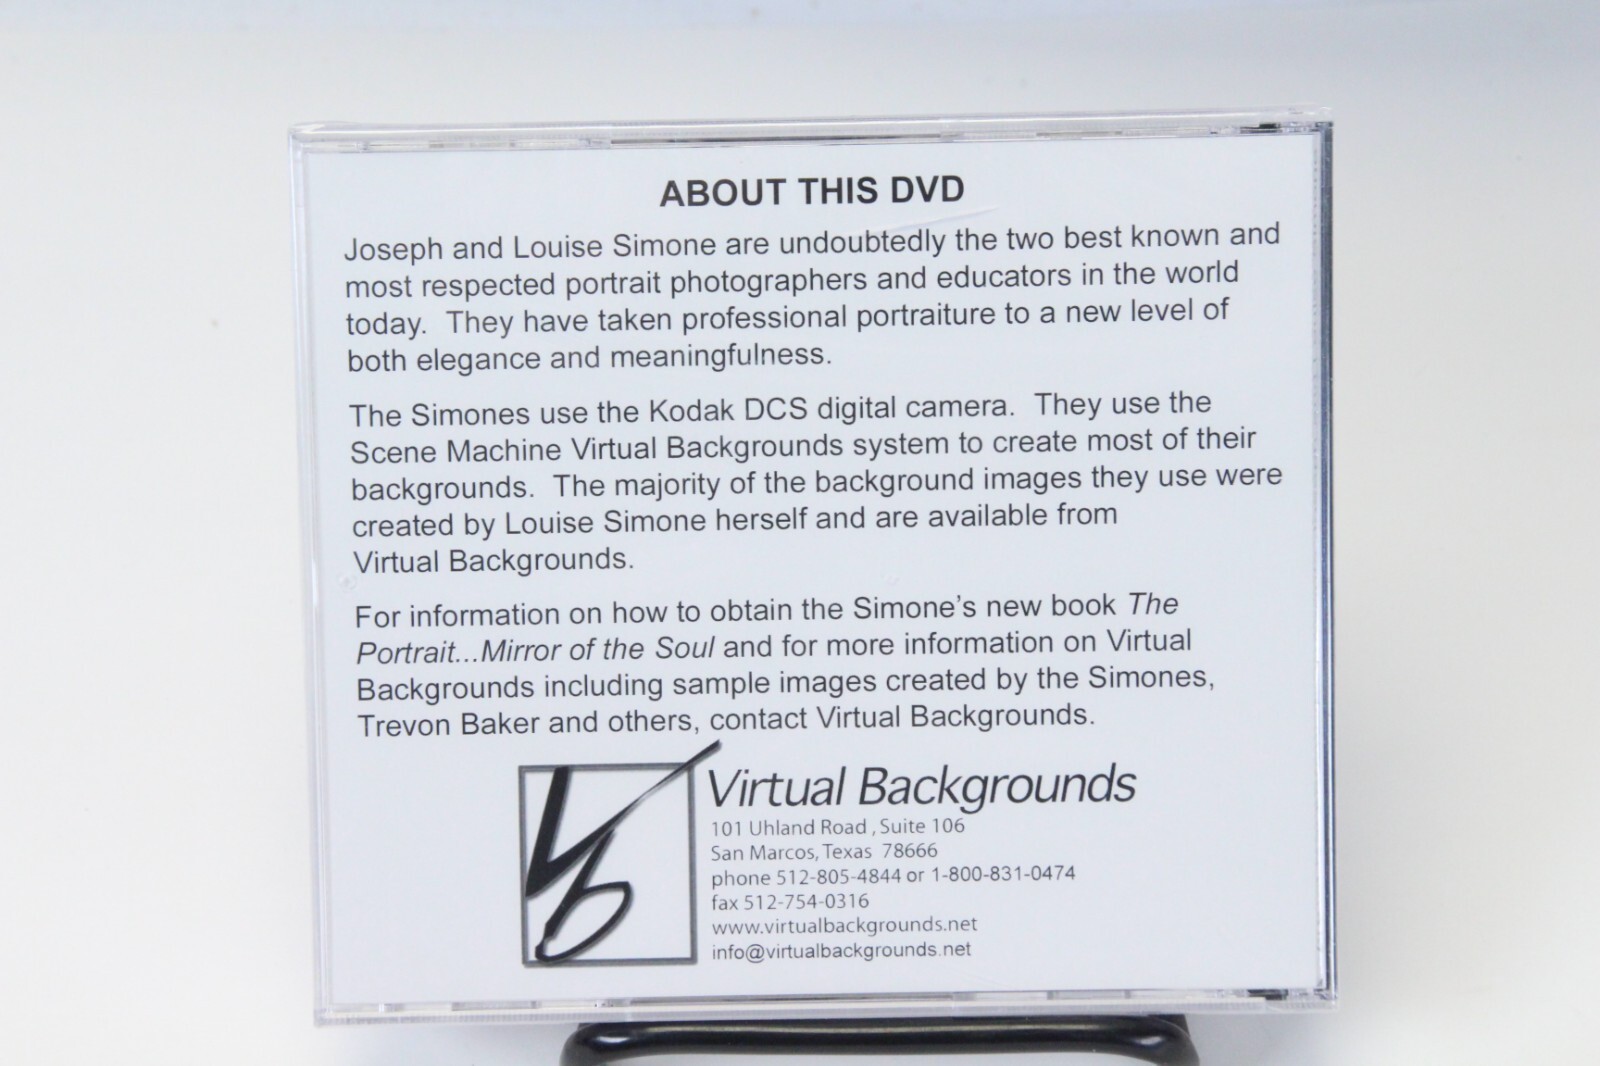 ABOUT THIS DVD
Joseph and Louise Simone are undoubtedly the two best known and
most respected portrait photographers and educators in the world
today.  They have taken professional portraiture to a new level of
both elegance and meaningfulness.
The Simones use the Kodak DCS digital camera.  They use the
Scene Machine Virtual Backgrounds system to create most of their
backgrounds.  The majority of the background images they use were
created by Louise Simone herself and are available from
Virtual Backgrounds.
For information on how to obtain the Simone's new book The
Portrait...Mirror of the Soul and for more information on Virtual
Backgrounds including sample images created by the Simones,
Trevon Baker and others, contact Virtual Backgrounds.
Vb
Virtual Backgrounds
101 Uhland Road , Suite 106
San Marcos, Texas  78666
phone 512-805-4844 or 1-800-831-0474
fax 512-754-0316
www.virtualbackgrounds.net
info@virtualbackgrounds.net